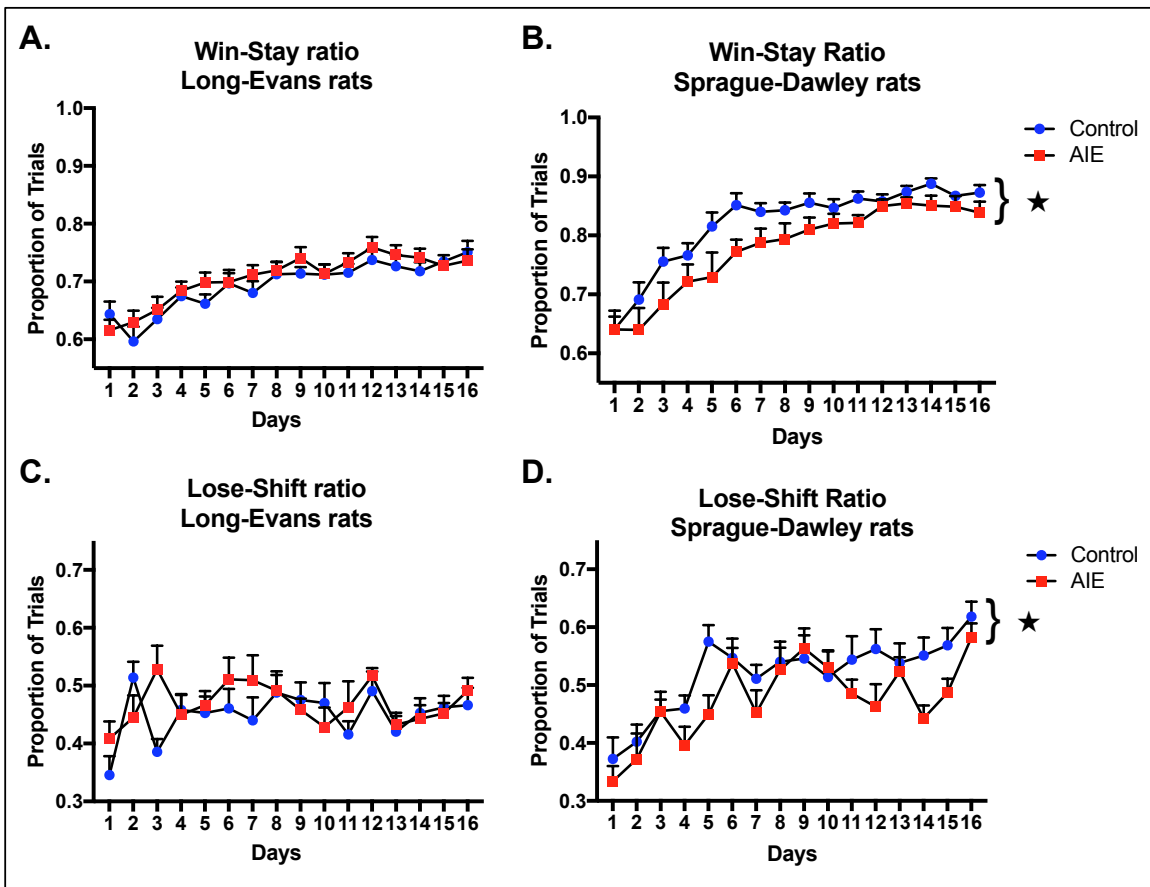 A.
Win-Stay ratio
Long-Evans rats
Proportion of Trials
1.0
0.9
0.8
0.7
0.6
1 2 3 4 5 6 7 8 9 10 11 12 13 14 15 16
Days
B.
Win-Stay Ratio
Sprague-Dawley rats
Proportion of Trials
1.0
0.9
0.8
0.7
0.6
1 2 3 4 5 6 7 8 9 10 11 12 13 14 15 16
Days
Control
AIE
C.
Lose-Shift ratio
Long-Evans rats
Proportion of Trials
0.7
0.6
0.5
0.4
0.3
1 2 3 4 5 6 7 8 9 10 11 12 13 14 15 16
Days
D.
Lose-Shift Ratio
Sprague-Dawley rats
Proportion of Trials
0.7
0.6
0.5
0.4
0.3
1 2 3 4 5 6 7 8 9 10 11 12 13 14 15 16
Days
Control
AIE